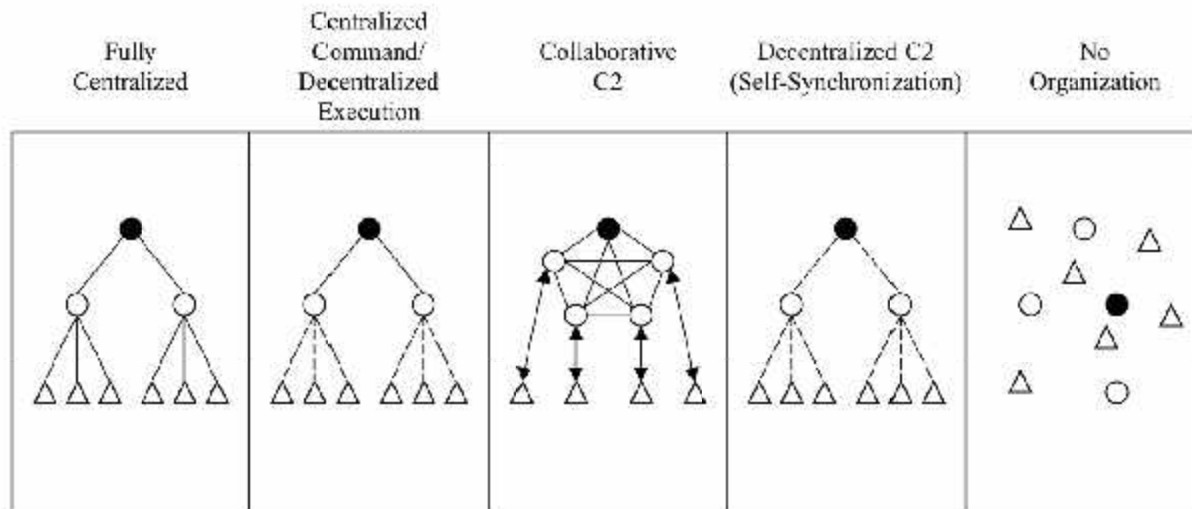 Fully
Centralized
Centralized
Command/
Decentralized
Execution
Collaborative
C2
Decentralized C2
(Self-Synchronization)
No
Organization